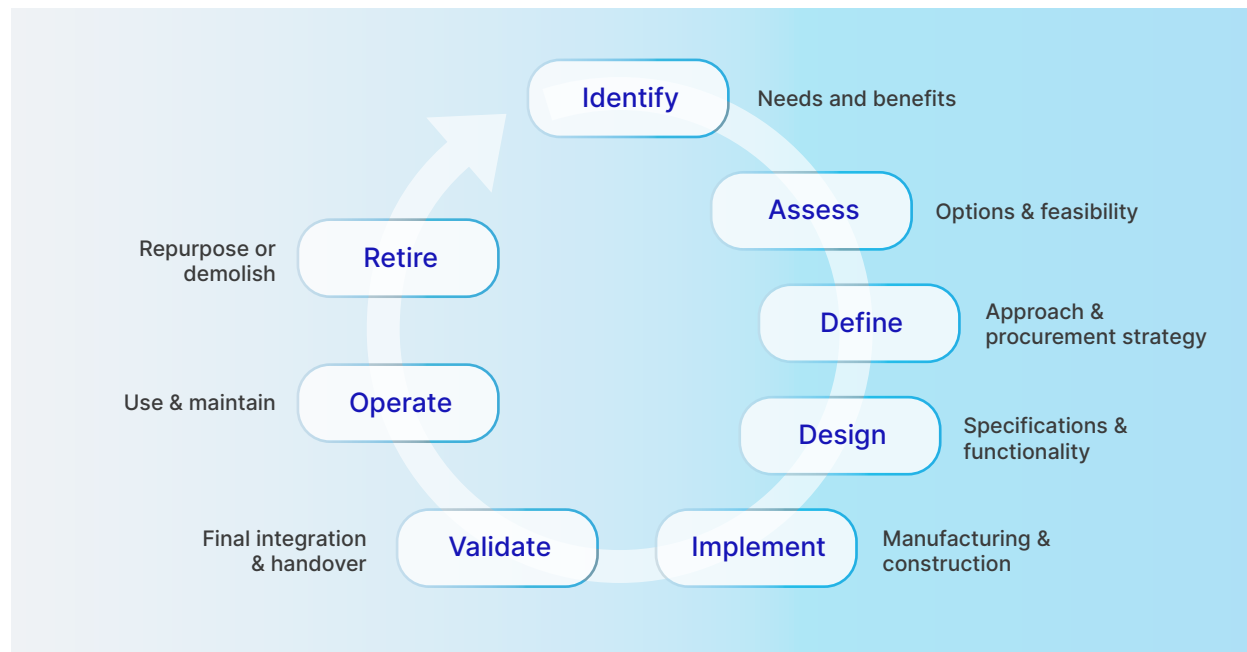 Identify
Needs and benefits
Assess
Options & feasibility
Define
Approach &
procurement strategy
Design
Specifications &
functionality
Implement
Manufacturing &
construction
Validate
Final integration
& handover
Operate
Use & maintain
Retire
Repurpose or
demolish